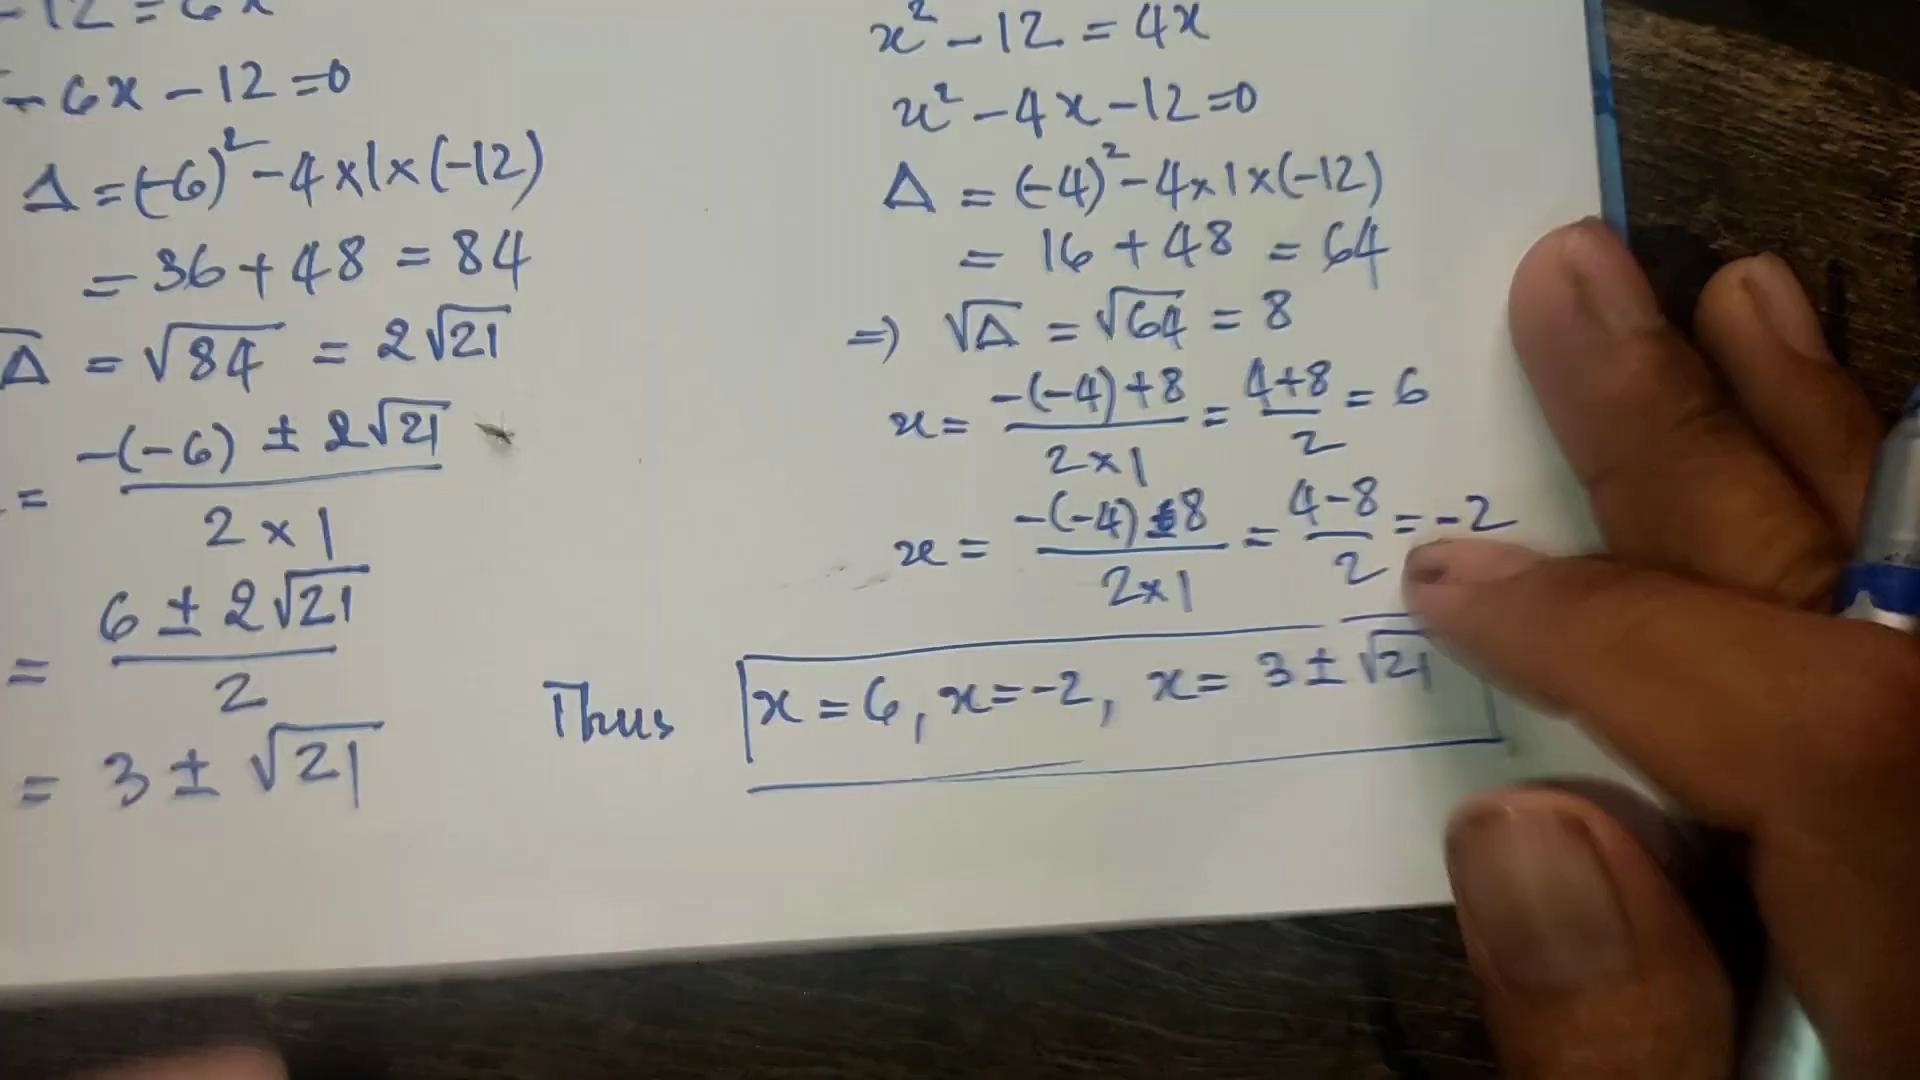 -12 = 6x
- 6x - 12 = 0
Δ = (-6)² - 4 × 1 × (-12)
= 36 + 48 = 84
√Δ = √84 = 2√21
= -(-6) ± 2√21 / 2 × 1
= 6 ± 2√21 / 2
= 3 ± √21
x² - 12 = 4x
x² - 4x - 12 = 0
Δ = (-4)² - 4 × 1 × (-12)
= 16 + 48 = 64
⇒ √Δ = √64 = 8
x = -(-4) + 8 / 2 × 1 = 4 + 8 / 2 = 6
x = -(-4) - 8 / 2 × 1 = 4 - 8 / 2 = -2
Thus x = 6, x = -2, x = 3 ± √21